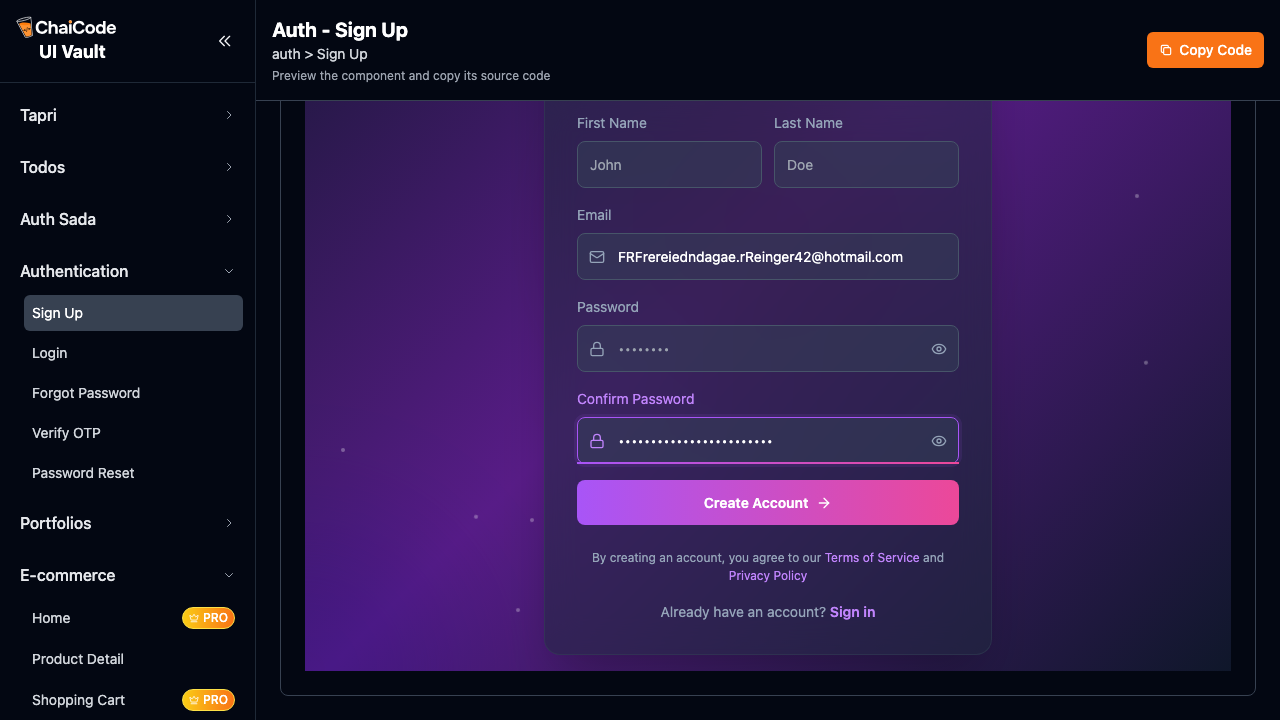 ChaiCode
UI Vault
Tapri
Todos
Auth Sada
Authentication
Sign Up
Login
Forgot Password
Verify OTP
Password Reset
Portfolios
E-commerce
Home
PRO
Product Detail
Shopping Cart
PRO
Auth - Sign Up
auth > Sign Up
Preview the component and copy its source code
Copy Code
First Name
Last Name
John
Doe
Email
FRFrereiedndagae.rReinger42@hotmail.com
Password
••••••••
Confirm Password
••••••••••••••••••••••••
Create Account
By creating an account, you agree to our Terms of Service and
Privacy Policy
Already have an account? Sign in